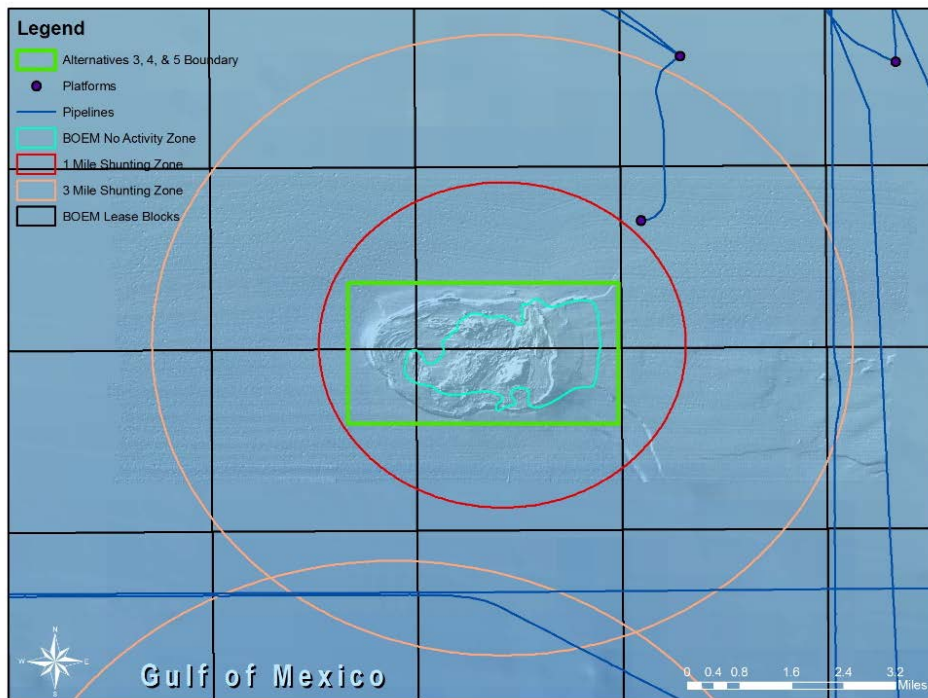 Legend
Alternatives 3, 4, & 5 Boundary
Platforms
Pipelines
BOEM No Activity Zone
1 Mile Shunting Zone
3 Mile Shunting Zone
BOEM Lease Blocks
N
W E
S
Gulf of Mexico
0 0.4 0.8 1.6 2.4 3.2
Miles